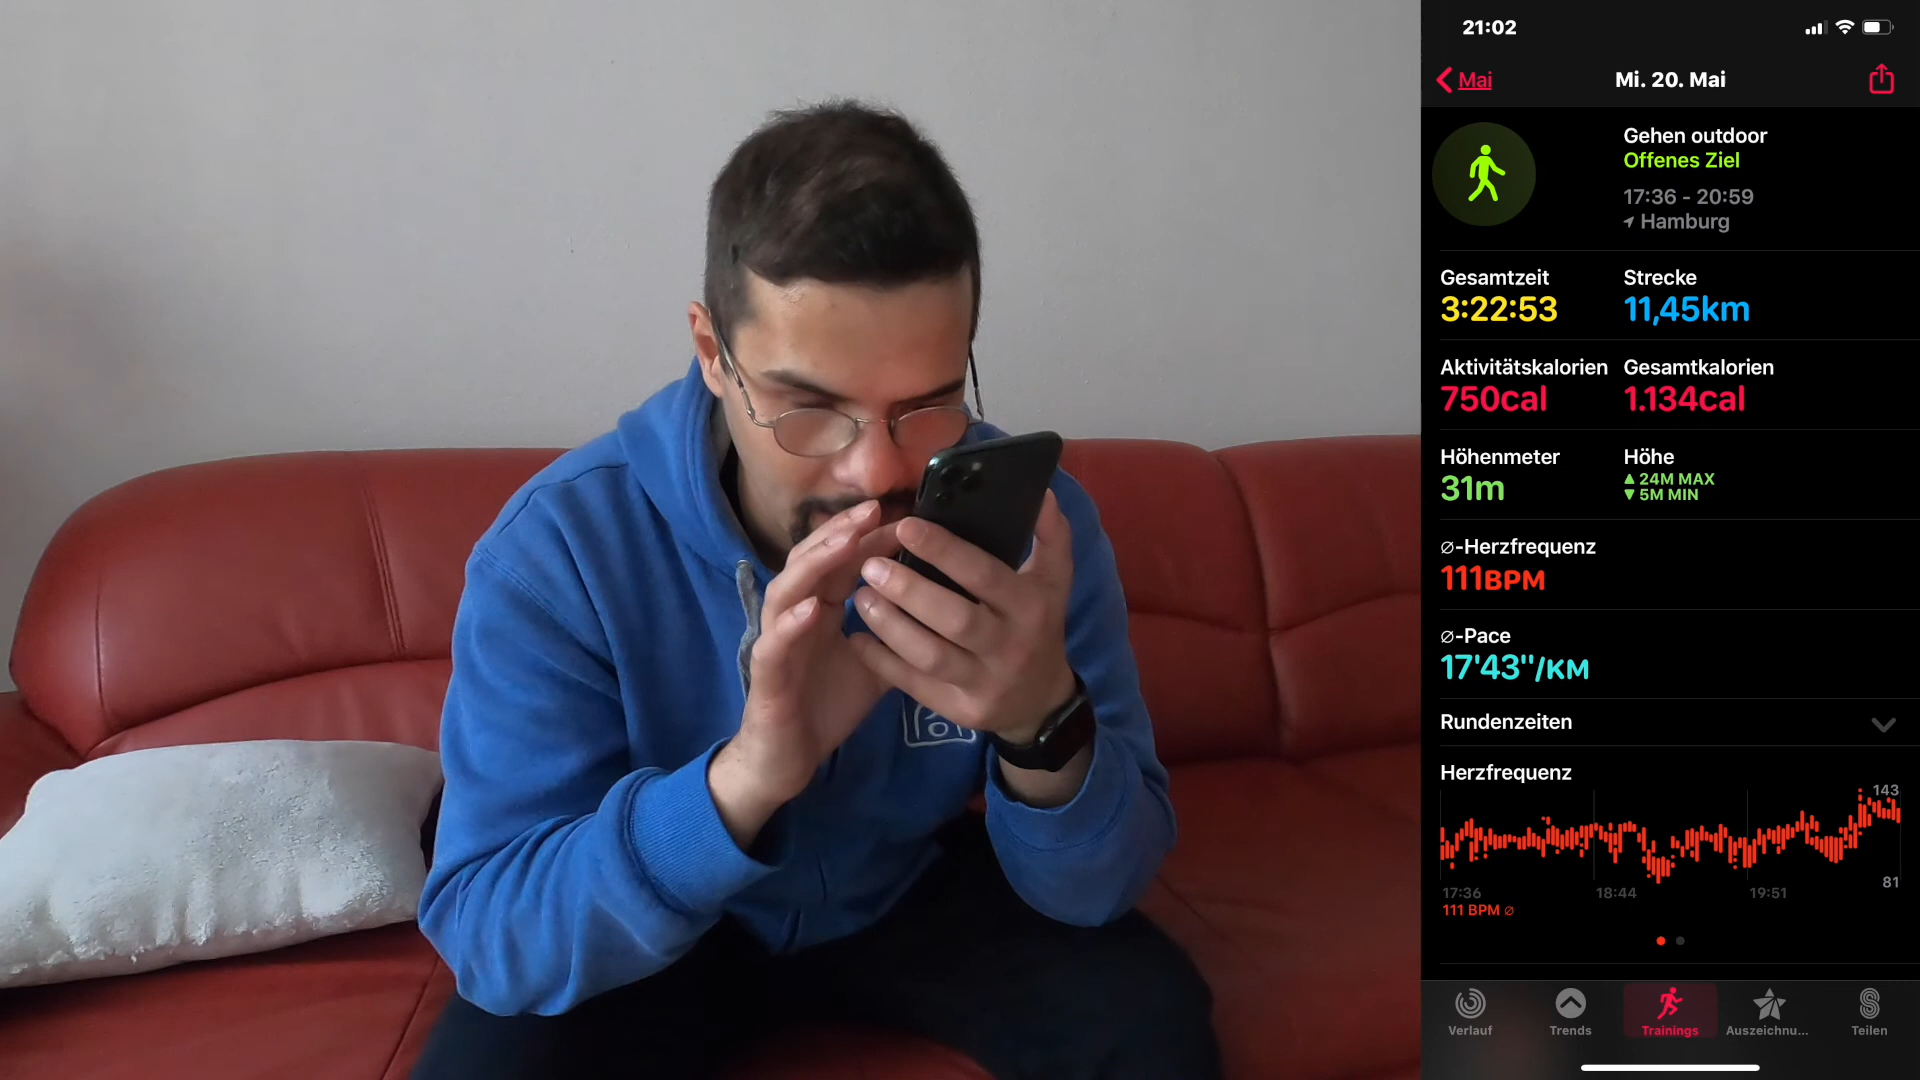 21:02
Mai
Mi. 20. Mai
Gehen outdoor
Offenes Ziel
17:36 - 20:59
Hamburg
Gesamtzeit Strecke
3:22:53 11,45km
Aktivitätskalorien Gesamtkalorien
750cal 1.134cal
Höhenmeter Höhe
31m ▲ 24M MAX
▼ 5M MIN
⌀-Herzfrequenz
111BPM
⌀-Pace
17'43''/KM
Rundenzeiten
Herzfrequenz
143
81
17:36 18:44 19:51
111 BPM ⌀
Verlauf Trends Trainings Auszeichnu... Teilen